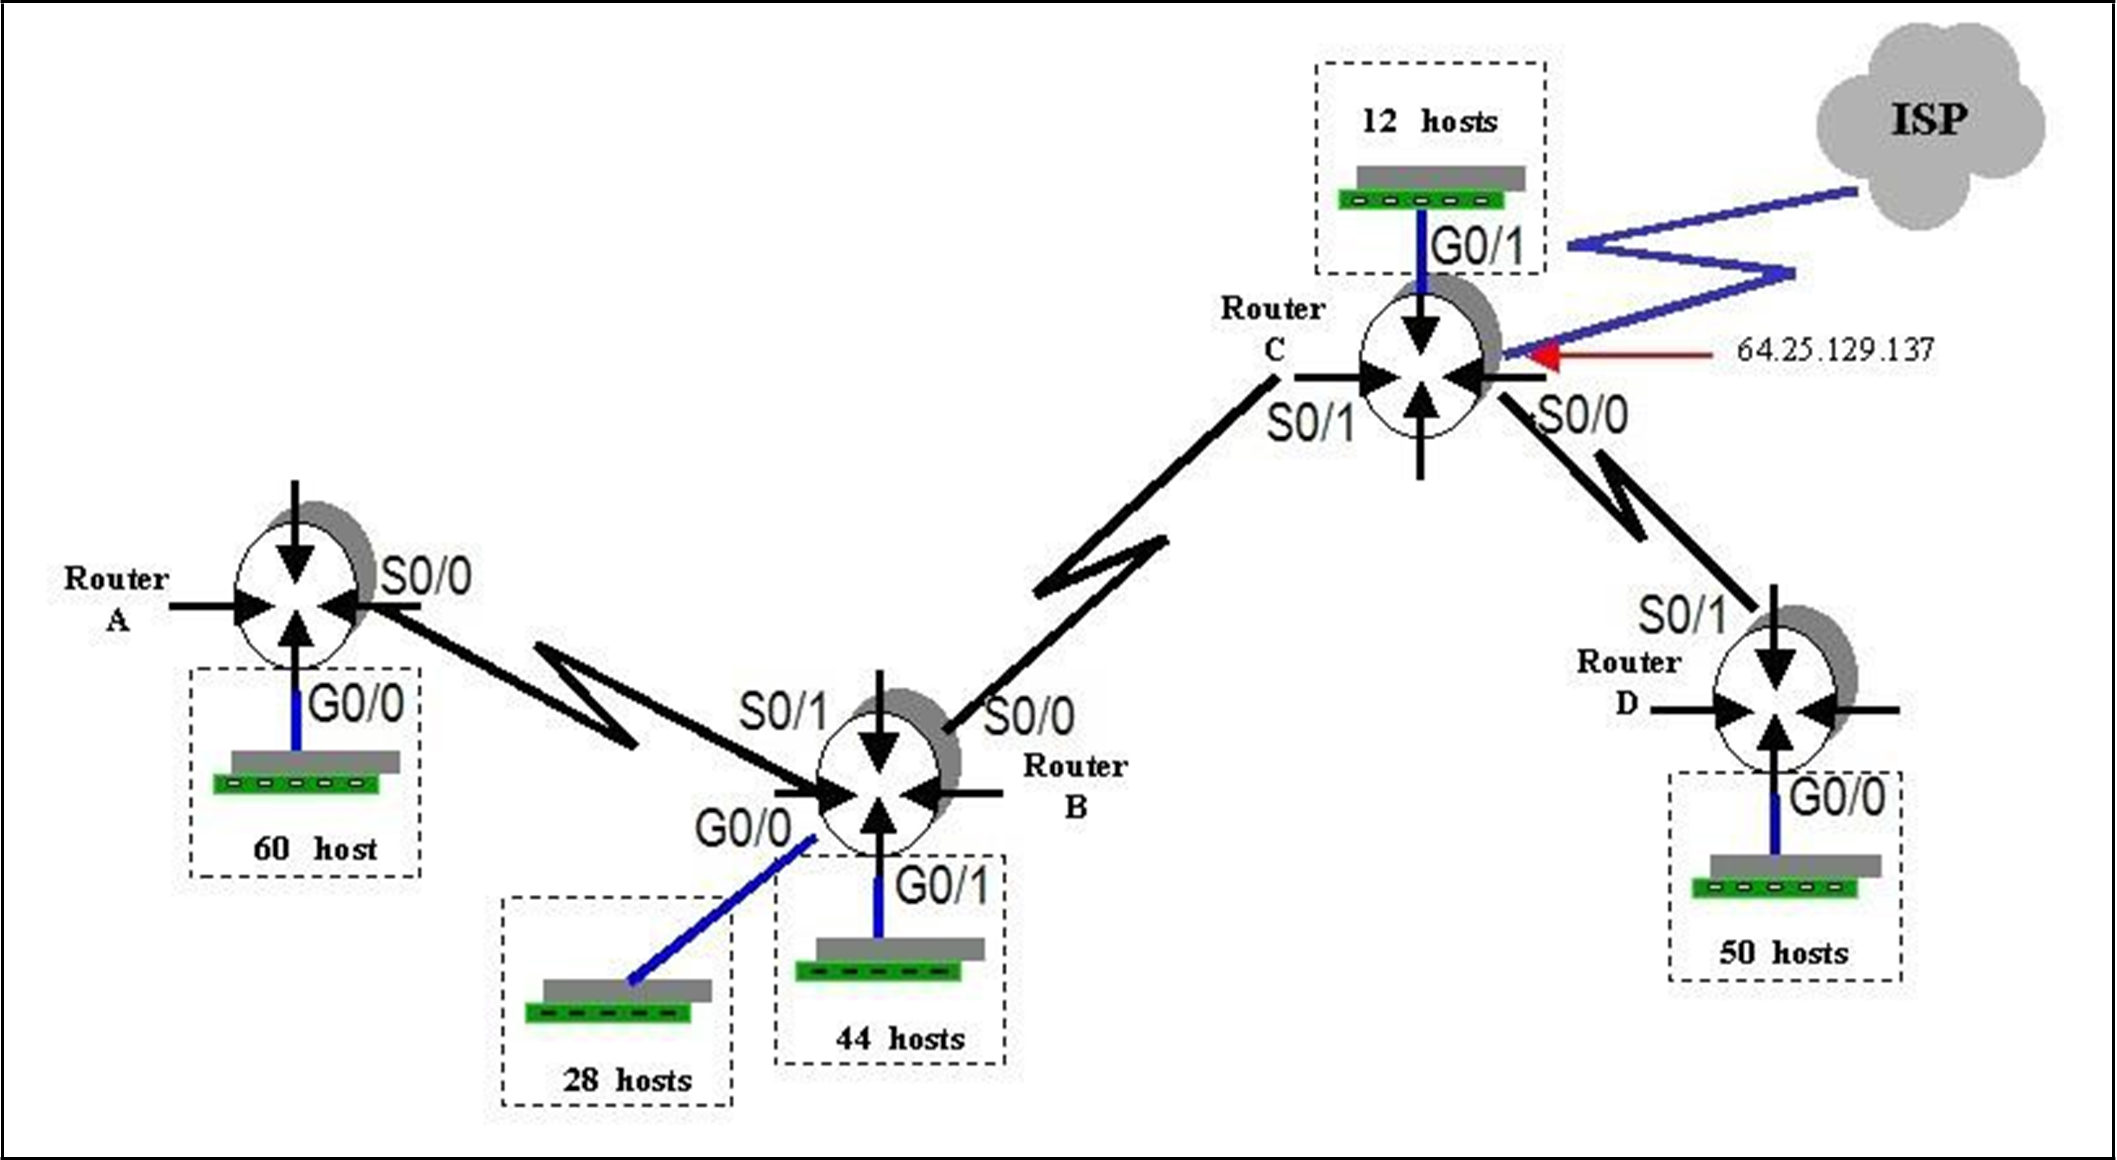 12 hosts
ISP
G0/1
Router
C
64.25.129.137
S0/1
S0/0
Router
A
S0/0
G0/0
60 host
S0/1
S0/0
Router
B
G0/0
G0/1
28 hosts
44 hosts
S0/1
Router
D
G0/0
50 hosts